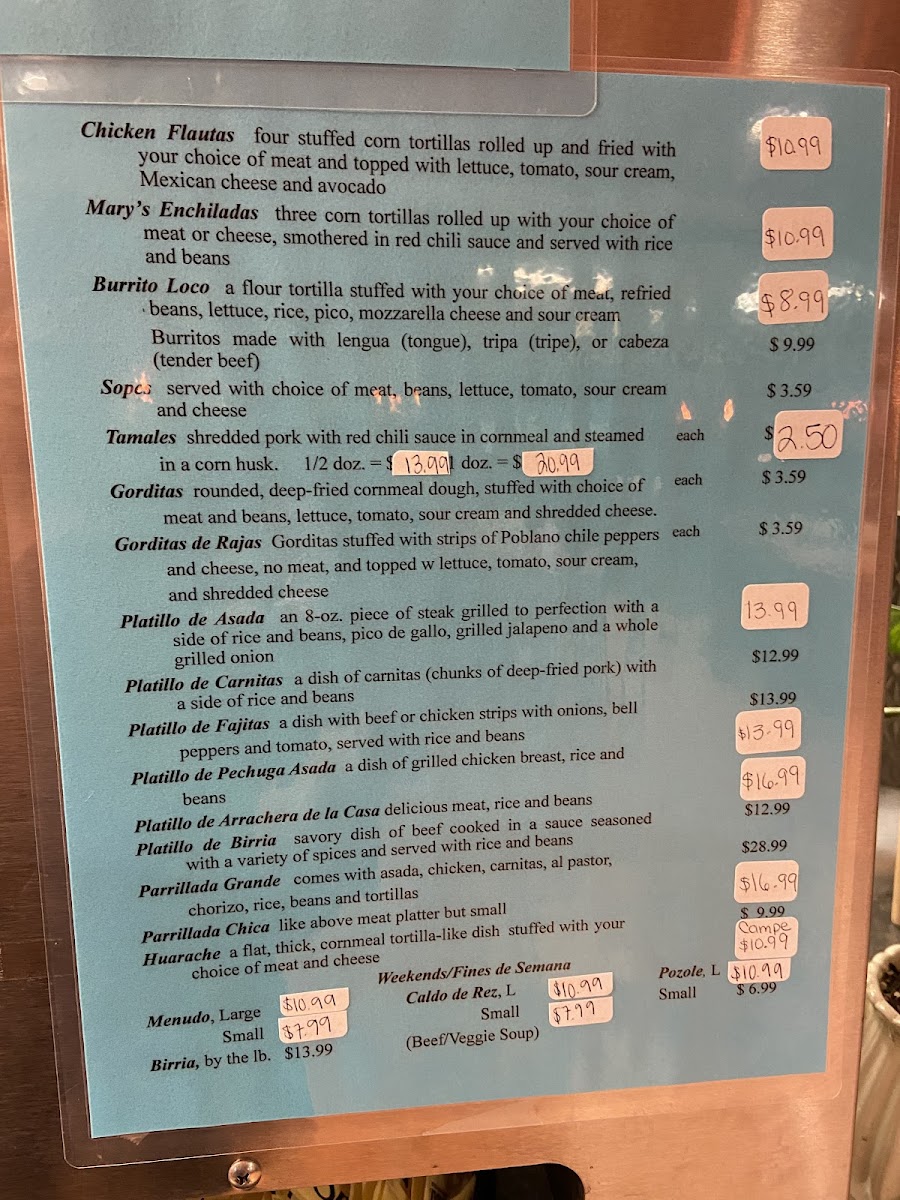 Chicken Flautas four stuffed corn tortillas rolled up and fried with $10.99
your choice of meat and topped with lettuce, tomato, sour cream,
Mexican cheese and avocado
Mary's Enchiladas three corn tortillas rolled up with your choice of
meat or cheese, smothered in red chili sauce and served with rice $10.99
and beans
Burrito Loco a flour tortilla stuffed with your choice of meat, refried $8.99
beans, lettuce, rice, pico, mozzarella cheese and sour cream
Burritos made with lengua (tongue), tripa (tripe), or cabeza $ 9.99
(tender beef)
Sopes served with choice of meat, beans, lettuce, tomato, sour cream $ 3.59
and cheese
Tamales shredded pork with red chili sauce in cornmeal and steamed each $2.50
in a corn husk. 1/2 doz. = $ 13.99 1 doz. = $ 20.99
Gorditas rounded, deep-fried cornmeal dough, stuffed with choice of each $ 3.59
meat and beans, lettuce, tomato, sour cream and shredded cheese.
Gorditas de Rajas Gorditas stuffed with strips of Poblano chile peppers each $ 3.59
and cheese, no meat, and topped w lettuce, tomato, sour cream,
and shredded cheese
Platillo de Asada an 8-oz. piece of steak grilled to perfection with a 13.99
side of rice and beans, pico de gallo, grilled jalapeno and a whole
grilled onion
Platillo de Carnitas a dish of carnitas (chunks of deep-fried pork) with $12.99
a side of rice and beans
Platillo de Fajitas a dish with beef or chicken strips with onions, bell $13.99
peppers and tomato, served with rice and beans
Platillo de Pechuga Asada a dish of grilled chicken breast, rice and $13.99
beans
Platillo de Arrachera de la Casa delicious meat, rice and beans $16.99
Platillo de Birria savory dish of beef cooked in a sauce seasoned $12.99
with a variety of spices and served with rice and beans
Parrillada Grande comes with asada, chicken, carnitas, al pastor, $28.99
chorizo, rice, beans and tortillas
Parrillada Chica like above meat platter but small $16.99
Huarache a flat, thick, cornmeal tortilla-like dish stuffed with your $ 9.99
choice of meat and cheese Campe $10.99
Weekends/Fines de Semana
Menudo, Large $10.99 Caldo de Rez, L $10.99 Pozole, L $10.99
Small $7.99 Small $7.99 Small $ 6.99
Birria, by the lb. $13.99 (Beef/Veggie Soup)